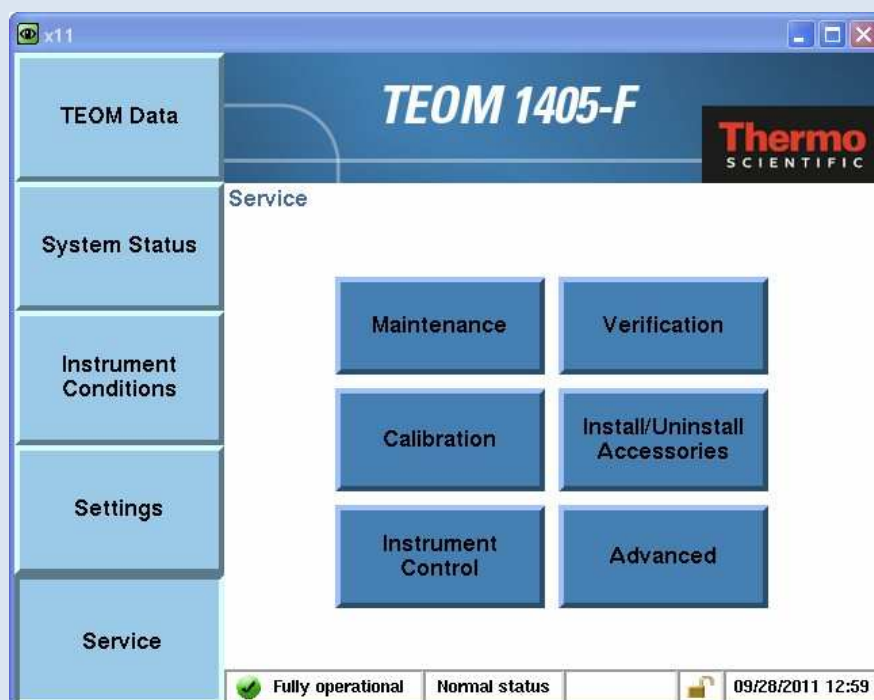 x11
TEOM Data
System Status
Instrument
Conditions
Settings
Service
TEOM 1405-F
Thermo
SCIENTIFIC
Service
Maintenance
Verification
Calibration
Install/Uninstall
Accessories
Instrument
Control
Advanced
Fully operational
Normal status
09/28/2011 12:59